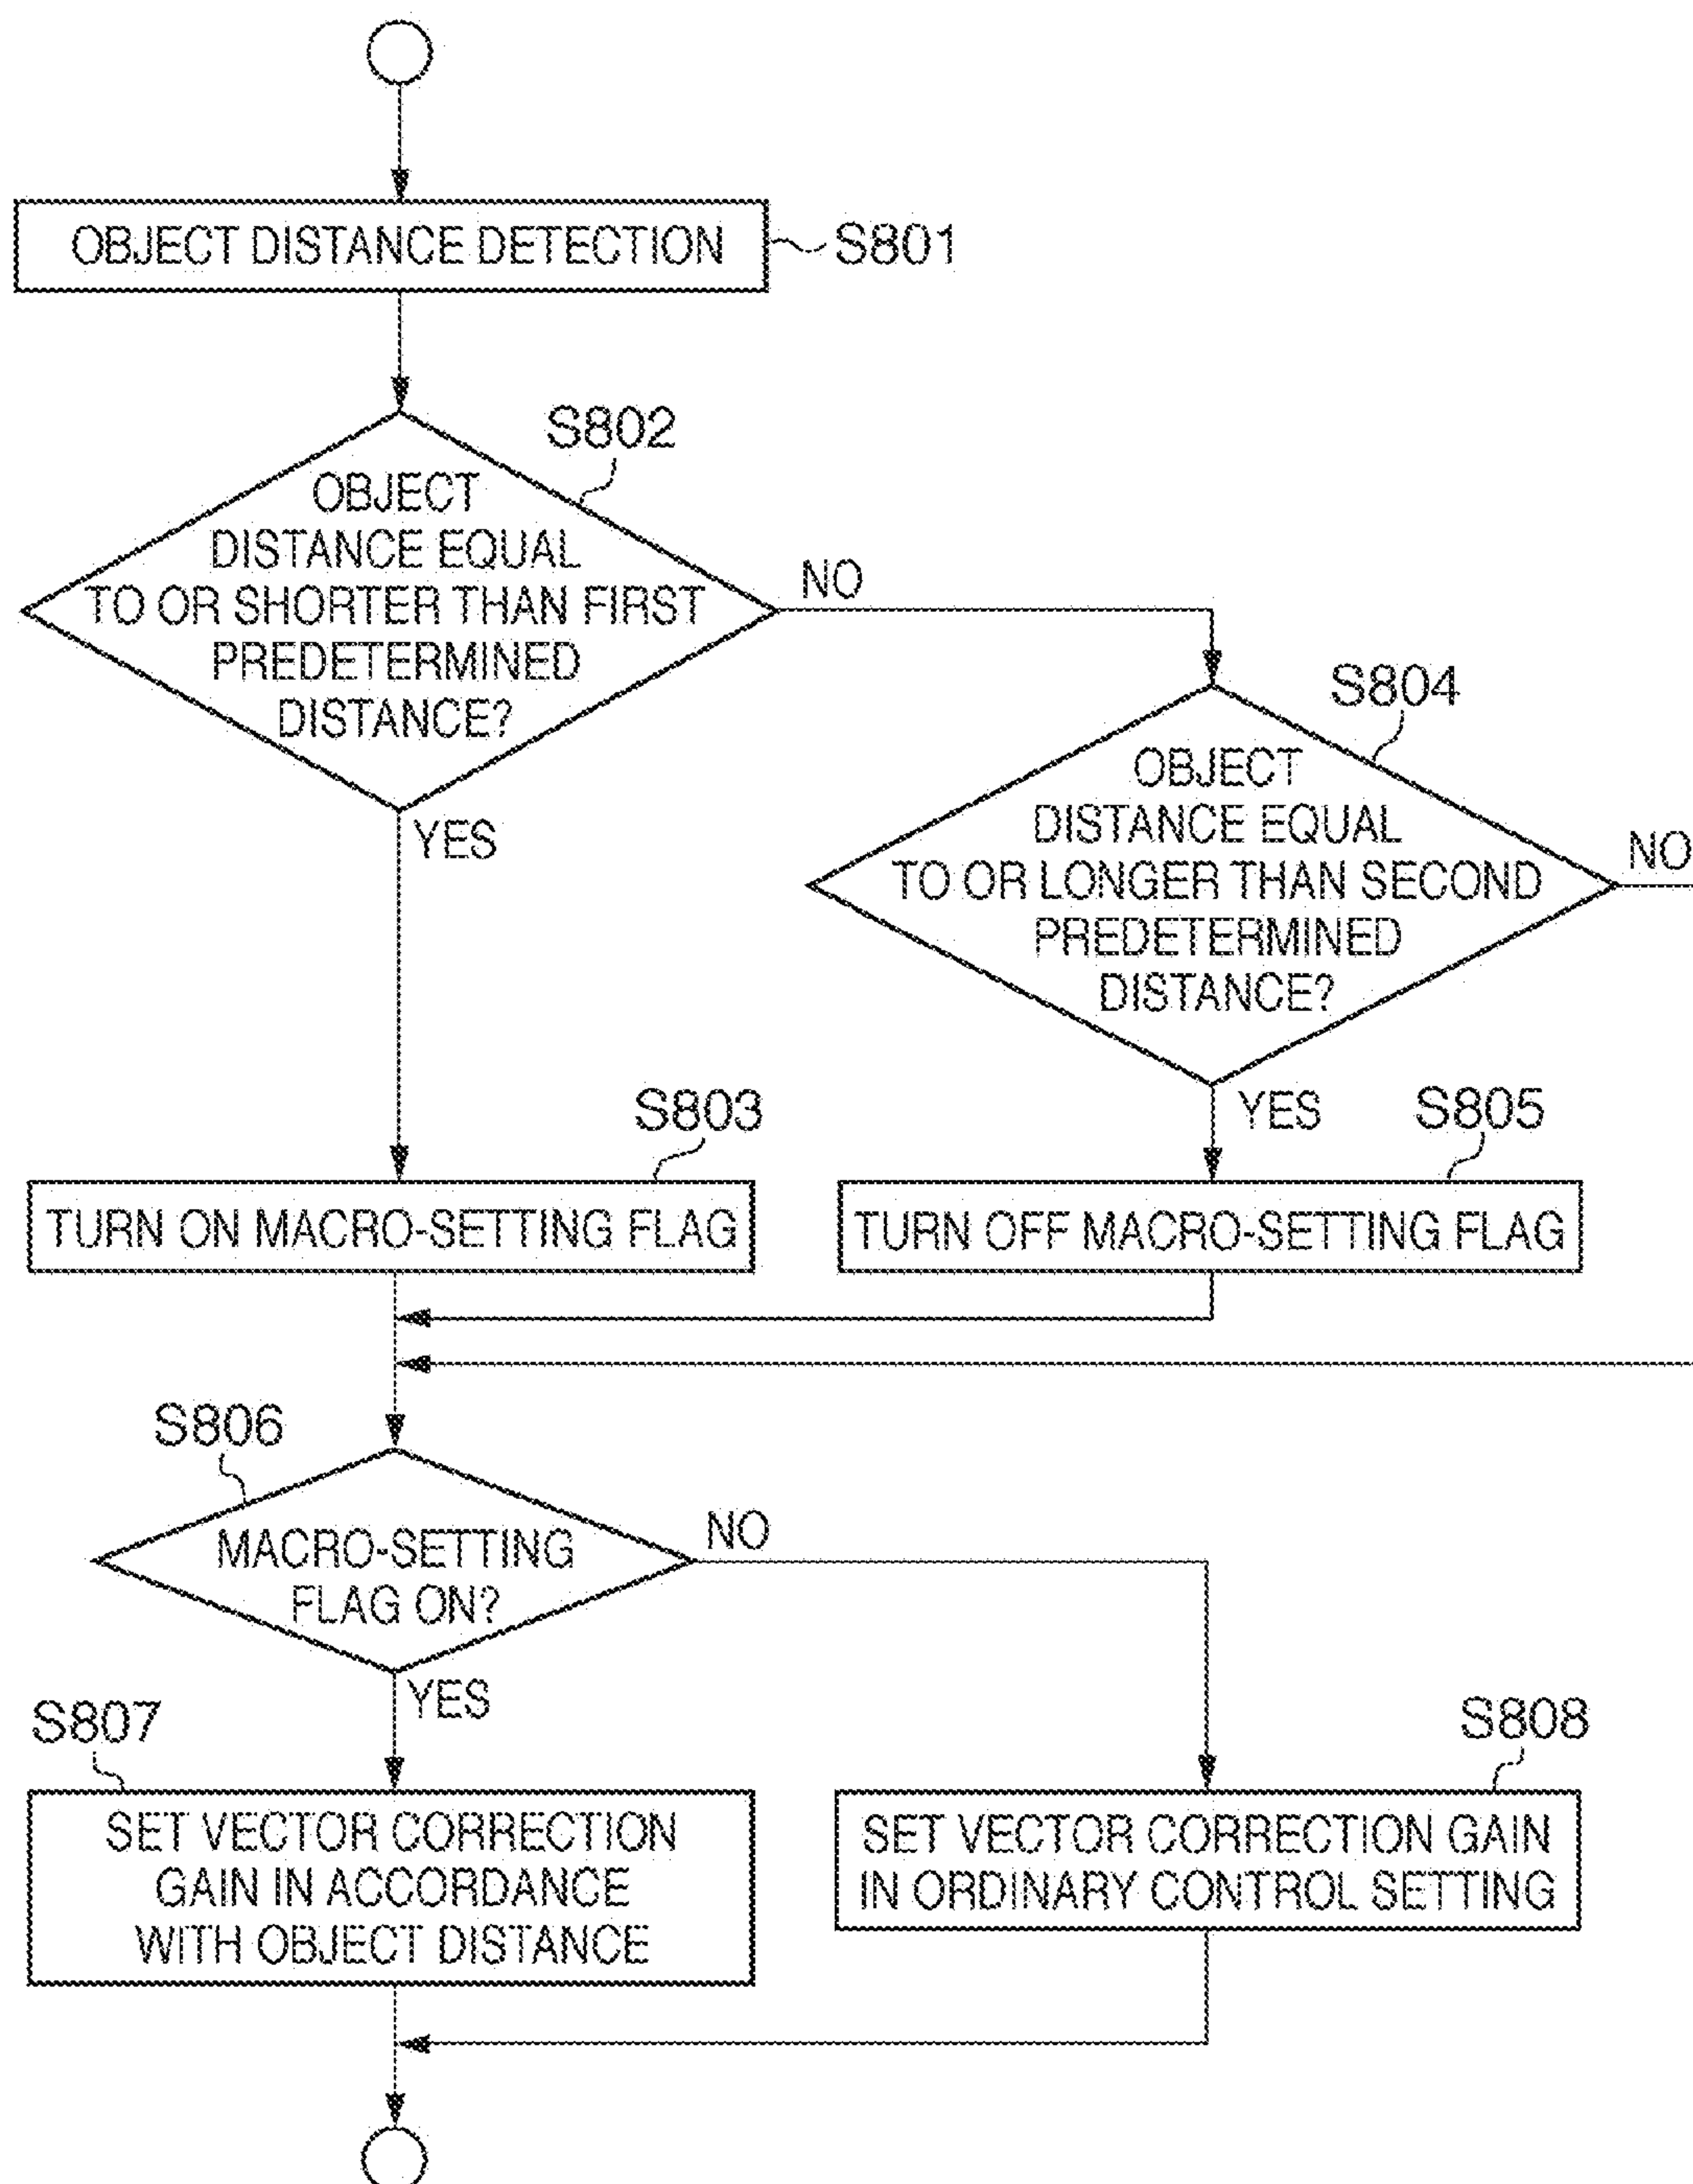 OBJECT DISTANCE DETECTION
S801
S802
OBJECT
DISTANCE EQUAL
TO OR SHORTER THAN FIRST
PREDETERMINED
DISTANCE?
NO
YES
S804
OBJECT
DISTANCE EQUAL
TO OR LONGER THAN SECOND
PREDETERMINED
DISTANCE?
NO
YES
S803
TURN ON MACRO-SETTING FLAG
S805
TURN OFF MACRO-SETTING FLAG
S806
MACRO-SETTING
FLAG ON?
NO
YES
S807
SET VECTOR CORRECTION
GAIN IN ACCORDANCE
WITH OBJECT DISTANCE
S808
SET VECTOR CORRECTION GAIN
IN ORDINARY CONTROL SETTING